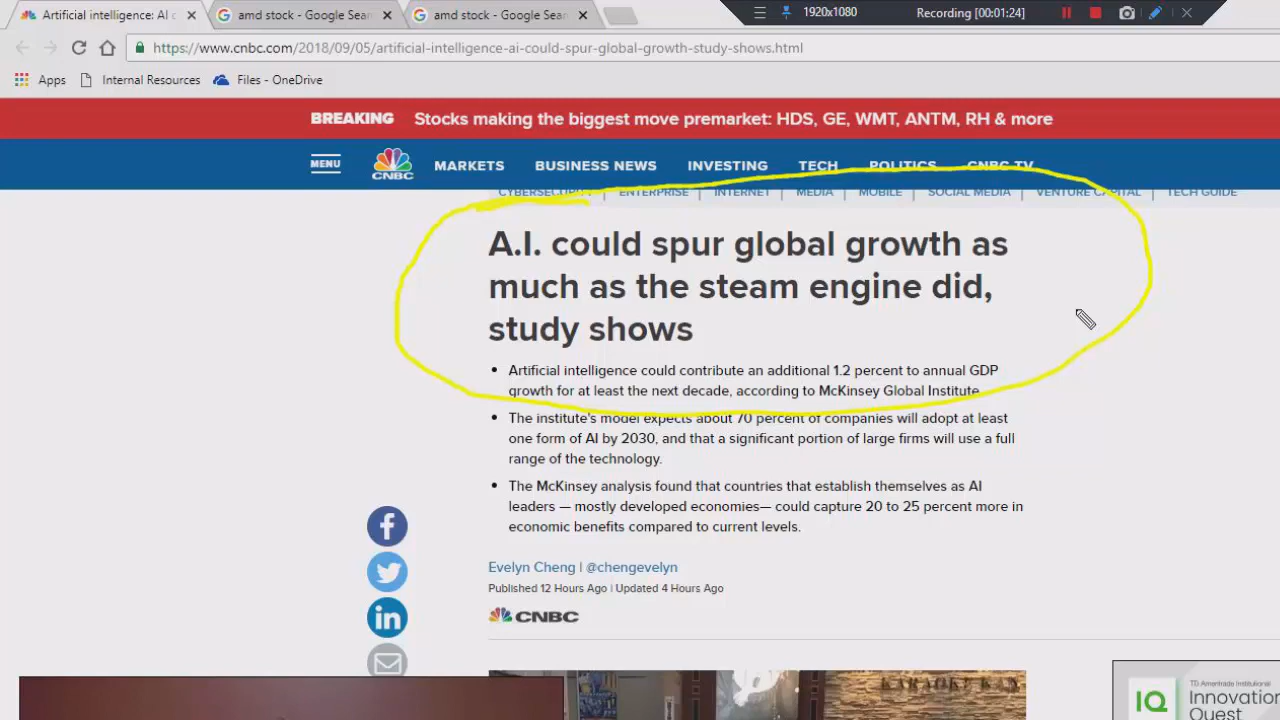 Artificial intelligence: AI c
amd stock - Google Sear
amd stock - Google Sear
1920x1080
Recording [00:01:24]
https://www.cnbc.com/2018/09/05/artificial-intelligence-ai-could-spur-global-growth-study-shows.html
Apps
Internal Resources
Files - OneDrive
BREAKING Stocks making the biggest move premarket: HDS, GE, WMT, ANTM, RH & more
MENU
CNBC
MARKETS BUSINESS NEWS INVESTING TECH POLITICS CNBC TV
CYBERSECURITY | ENTERPRISE | INTERNET | MEDIA | MOBILE | SOCIAL MEDIA | VENTURE CAPITAL | TECH GUIDE
A.I. could spur global growth as
much as the steam engine did,
study shows
• Artificial intelligence could contribute an additional 1.2 percent to annual GDP
growth for at least the next decade, according to McKinsey Global Institute.
• The institute's model expects about 70 percent of companies will adopt at least
one form of AI by 2030, and that a significant portion of large firms will use a full
range of the technology.
• The McKinsey analysis found that countries that establish themselves as AI
leaders — mostly developed economies— could capture 20 to 25 percent more in
economic benefits compared to current levels.
Evelyn Cheng | @chengevelyn
Published 12 Hours Ago | Updated 4 Hours Ago
CNBC
KARAOKE
TD Ameritrade Institutional
IQ
Innovation
Quest